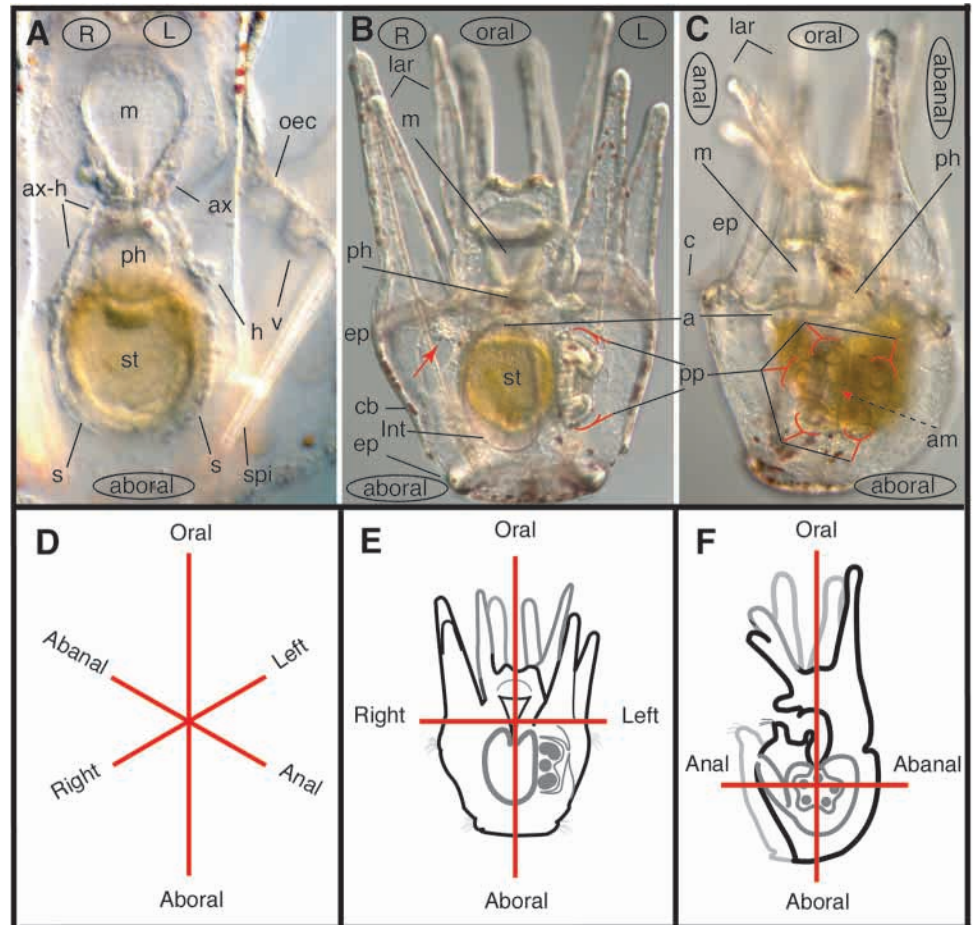 A
R
L
m
oec
ax-h
ax
ph
h
v
st
s
s
spi
aboral
B
R
oral
L
lar
m
ph
ep
a
st
pp
cb
Int
ep
aboral
C
lar
oral
anal
abanal
m
ph
ep
c
am
aboral
D
Oral
Abanal
Left
Right
Anal
Aboral
E
Oral
Right
Left
Aboral
F
Oral
Anal
Abanal
Aboral